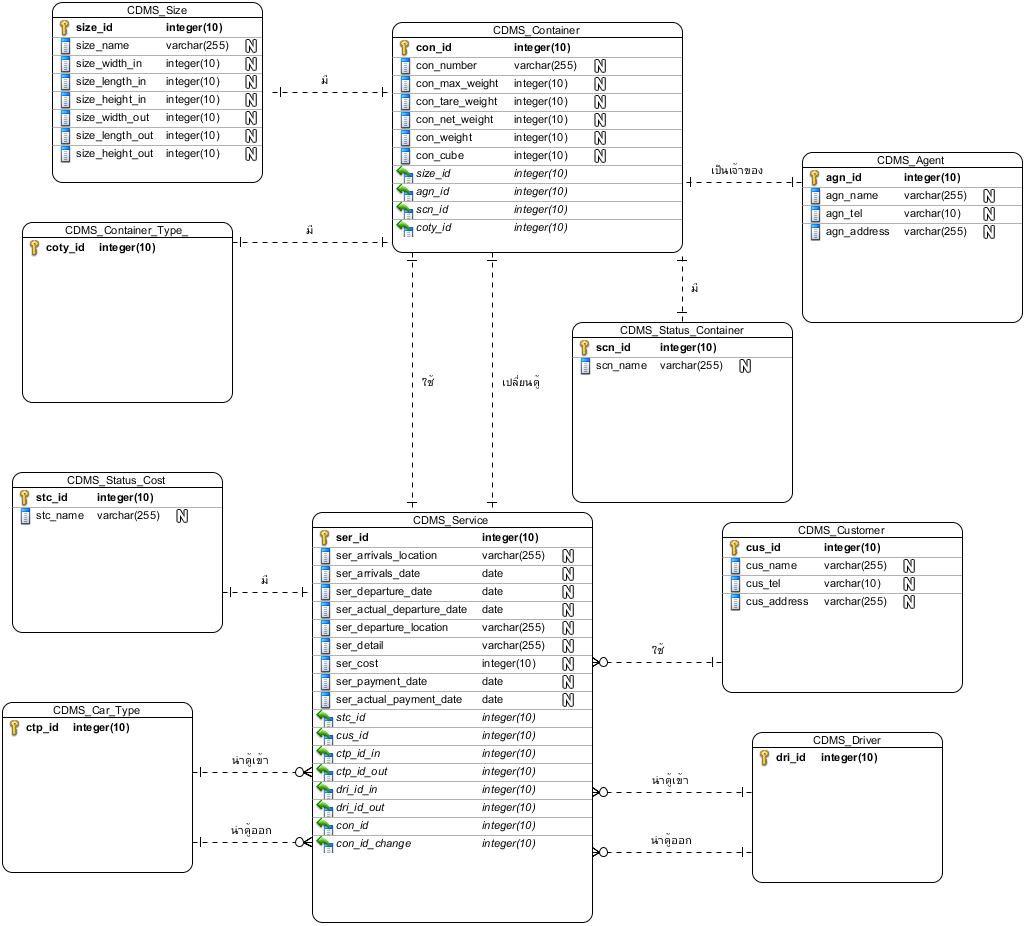 CDMS_Size
size_id integer(10)
size_name varchar(255) N
size_width_in integer(10) N
size_length_in integer(10) N
size_height_in integer(10) N
size_width_out integer(10) N
size_length_out integer(10) N
size_height_out integer(10) N
มี
CDMS_Container
con_id integer(10)
con_number varchar(255) N
con_max_weight integer(10) N
con_tare_weight integer(10) N
con_net_weight integer(10) N
con_weight integer(10) N
con_cube integer(10) N
size_id integer(10)
agn_id integer(10)
scn_id integer(10)
coty_id integer(10)
เป็นเจ้าของ
CDMS_Agent
agn_id integer(10)
agn_name varchar(255) N
agn_tel varchar(10) N
agn_address varchar(255) N
CDMS_Container_Type_
coty_id integer(10)
มี
มี
CDMS_Status_Container
scn_id integer(10)
scn_name varchar(255) N
ใช้
เปลี่ยนตู้
CDMS_Status_Cost
stc_id integer(10)
stc_name varchar(255) N
มี
CDMS_Service
ser_id integer(10)
ser_arrivals_location varchar(255) N
ser_arrivals_date date N
ser_departure_date date N
ser_actual_departure_date date N
ser_departure_location varchar(255) N
ser_detail varchar(255) N
ser_cost integer(10) N
ser_payment_date date N
ser_actual_payment_date date N
stc_id integer(10)
cus_id integer(10)
ctp_id_in integer(10)
ctp_id_out integer(10)
dri_id_in integer(10)
dri_id_out integer(10)
con_id integer(10)
con_id_change integer(10)
CDMS_Customer
cus_id integer(10)
cus_name varchar(255) N
cus_tel varchar(10) N
cus_address varchar(255) N
ใช้
CDMS_Car_Type
ctp_id integer(10)
นำตู้เข้า
นำตู้ออก
CDMS_Driver
dri_id integer(10)
นำตู้เข้า
นำตู้ออก